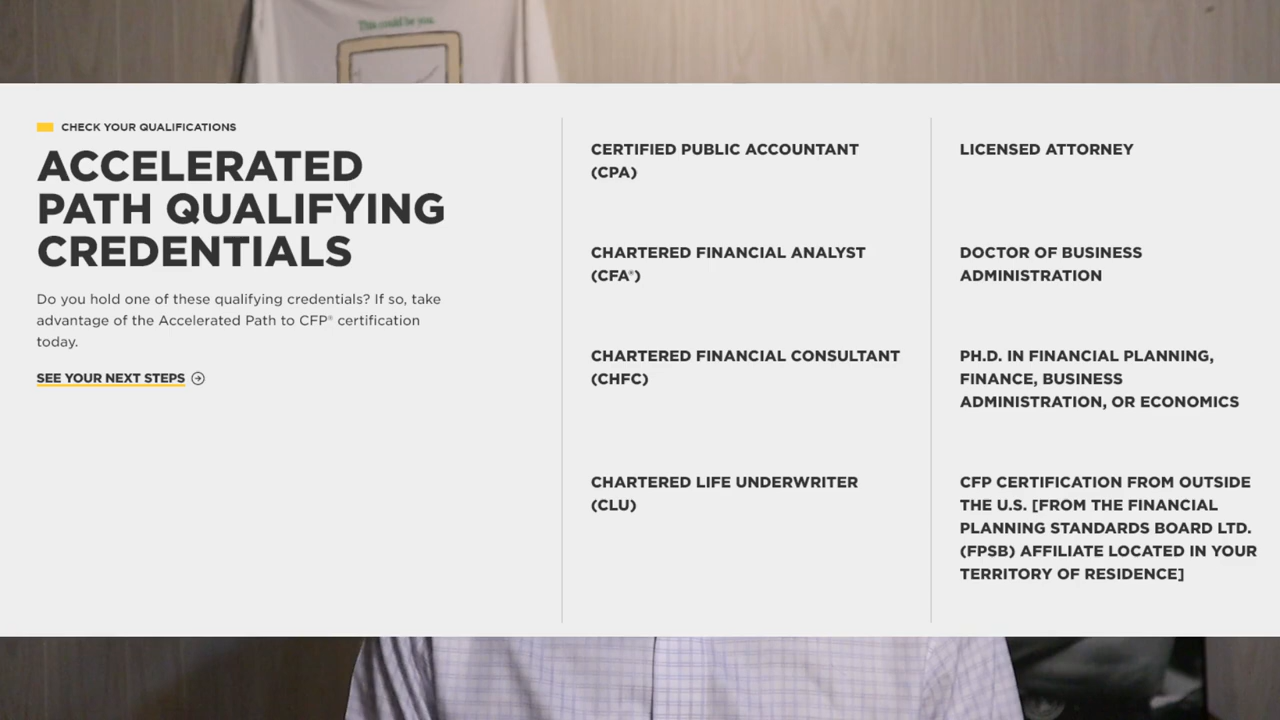 This could be you.
CHECK YOUR QUALIFICATIONS
ACCELERATED
PATH QUALIFYING
CREDENTIALS
Do you hold one of these qualifying credentials? If so, take
advantage of the Accelerated Path to CFP® certification
today.
SEE YOUR NEXT STEPS
CERTIFIED PUBLIC ACCOUNTANT
(CPA)
CHARTERED FINANCIAL ANALYST
(CFA®)
CHARTERED FINANCIAL CONSULTANT
(CHFC)
CHARTERED LIFE UNDERWRITER
(CLU)
LICENSED ATTORNEY
DOCTOR OF BUSINESS
ADMINISTRATION
PH.D. IN FINANCIAL PLANNING,
FINANCE, BUSINESS
ADMINISTRATION, OR ECONOMICS
CFP CERTIFICATION FROM OUTSIDE
THE U.S. [FROM THE FINANCIAL
PLANNING STANDARDS BOARD LTD.
(FPSB) AFFILIATE LOCATED IN YOUR
TERRITORY OF RESIDENCE]